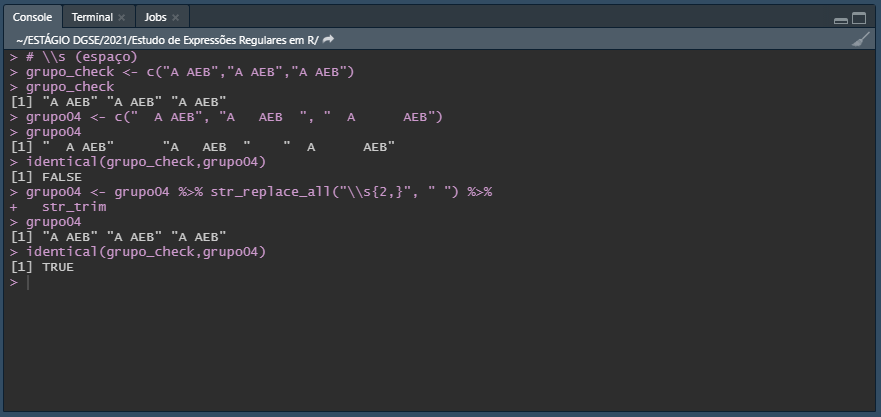 Console Terminal Jobs
~/ESTÁGIO DGSE/2021/Estudo de Expressões Regulares em R/
> # \\s (espaço)
> grupo_check <- c("A AEB","A AEB","A AEB")
> grupo_check
[1] "A AEB" "A AEB" "A AEB"
> grupo04 <- c("  A AEB", "A   AEB  ", "  A      AEB")
> grupo04
[1] "  A AEB"      "A   AEB  "    "  A      AEB"
> identical(grupo_check,grupo04)
[1] FALSE
> grupo04 <- grupo04 %>% str_replace_all("\\s{2,}", " ") %>%
+   str_trim
> grupo04
[1] "A AEB" "A AEB" "A AEB"
> identical(grupo_check,grupo04)
[1] TRUE
>